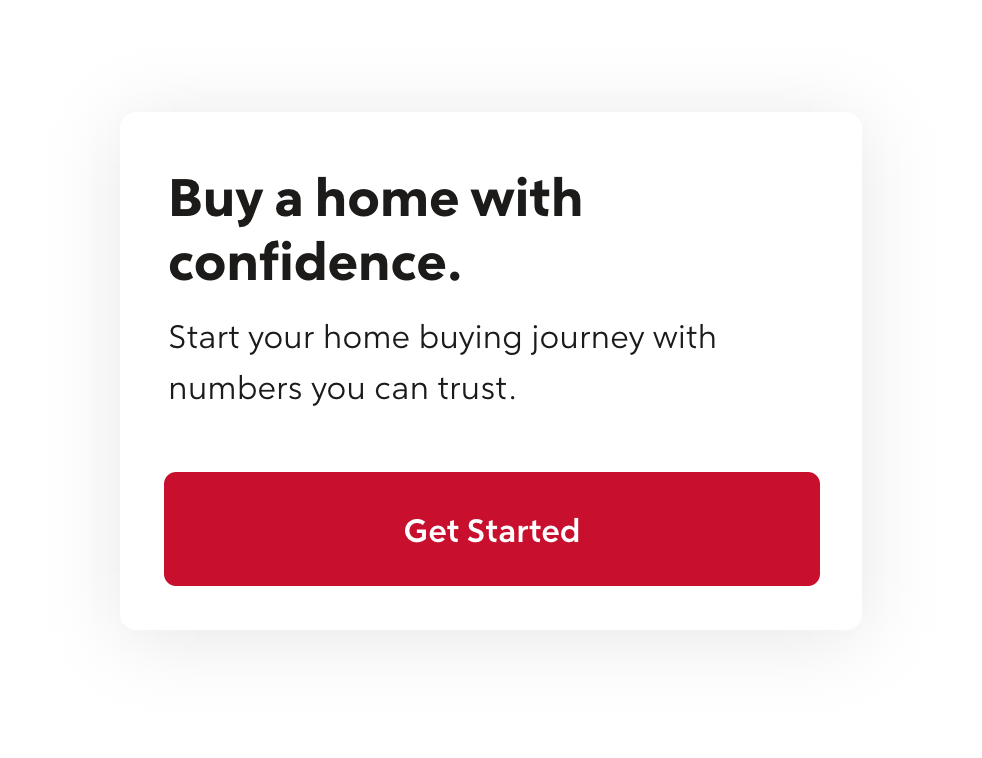 Buy a home with
confidence.
Start your home buying journey with
numbers you can trust.
Get Started